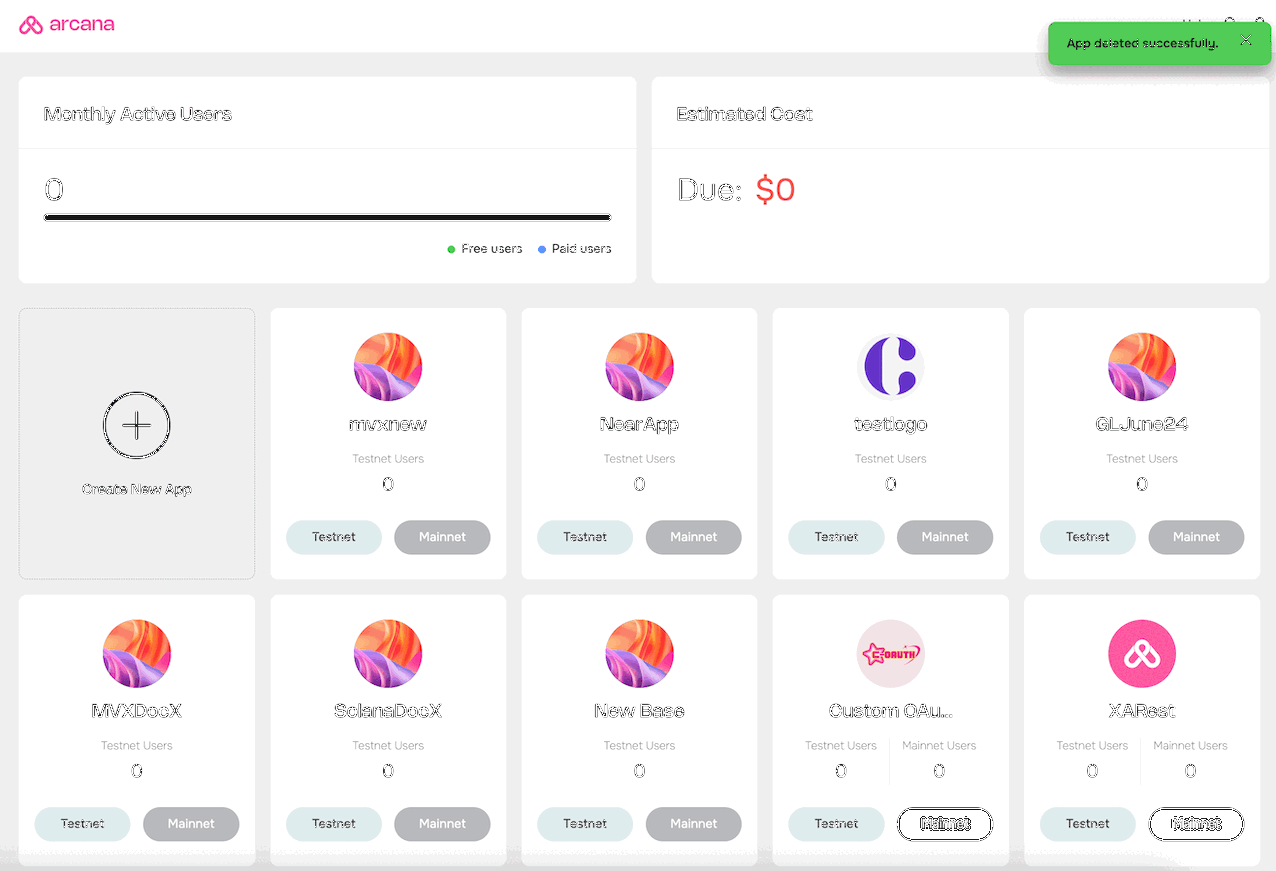 arcana
App deleted successfully.
Monthly Active Users
Estimated Cost
0
Due: $0
Free users
Paid users
Create New App
mvxnew
Testnet Users
0
Testnet
Mainnet
NearApp
Testnet Users
0
Testnet
Mainnet
testlogo
Testnet Users
0
Testnet
Mainnet
GLJune24
Testnet Users
0
Testnet
Mainnet
MVXDocX
Testnet Users
0
Testnet
Mainnet
SolanaDocX
Testnet Users
0
Testnet
Mainnet
New Base
Testnet Users
0
Testnet
Mainnet
C-OAUTH
Custom OAu...
Testnet Users
Mainnet Users
0
0
Testnet
Mainnet
XARest
Testnet Users
Mainnet Users
0
0
Testnet
Mainnet